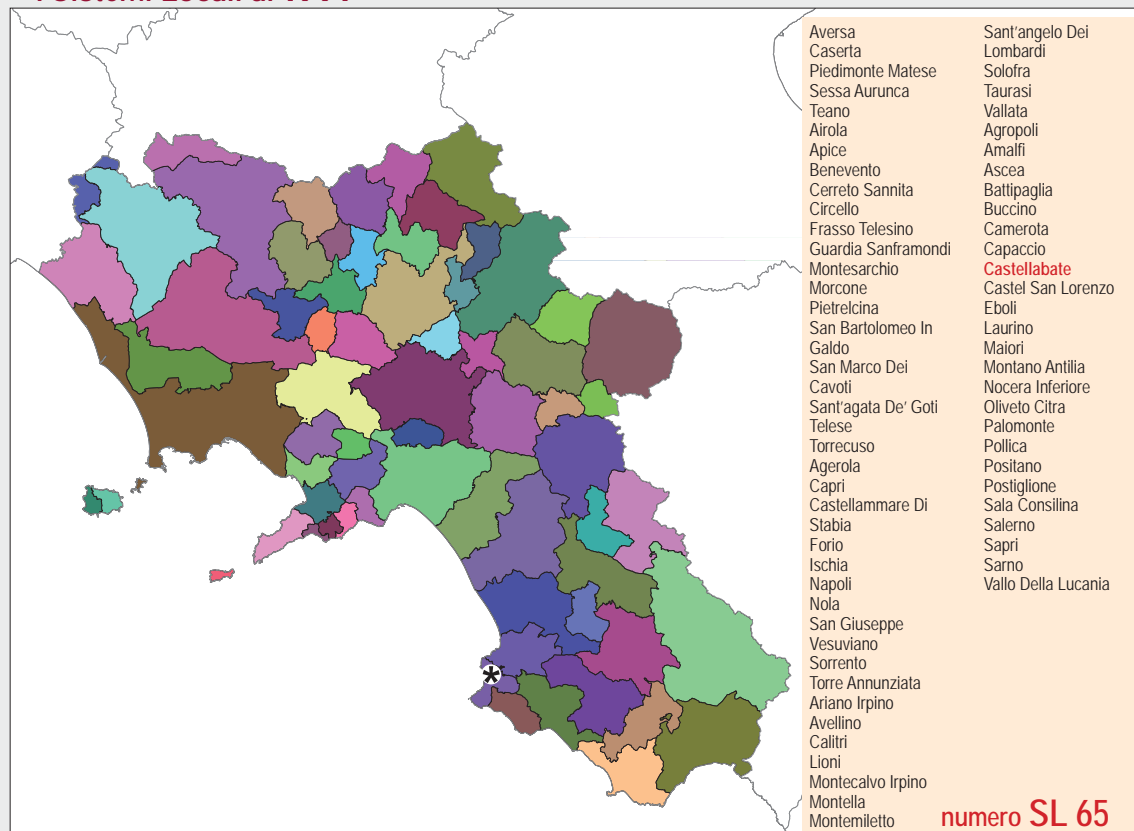 Aversa
Caserta
Piedimonte Matese
Sessa Aurunca
Teano
Airola
Apice
Benevento
Cerreto Sannita
Circello
Frasso Telesino
Guardia Sanframondi
Montesarchio
Morcone
Pietrelcina
San Bartolomeo In
Galdo
San Marco Dei
Cavoti
Sant'agata De' Goti
Telese
Torrecuso
Agerola
Capri
Castellammare Di
Stabia
Forio
Ischia
Napoli
Nola
San Giuseppe
Vesuviano
Sorrento
Torre Annunziata
Ariano Irpino
Avellino
Calitri
Lioni
Montecalvo Irpino
Montella
Montemiletto
Sant'angelo Dei
Lombardi
Solofra
Taurasi
Vallata
Agropoli
Amalfi
Ascea
Battipaglia
Buccino
Camerota
Capaccio
Castellabate
Castel San Lorenzo
Eboli
Laurino
Maiori
Montano Antilia
Nocera Inferiore
Oliveto Citra
Palomonte
Pollica
Positano
Postiglione
Sala Consilina
Salerno
Sapri
Sarno
Vallo Della Lucania
numero SL 65